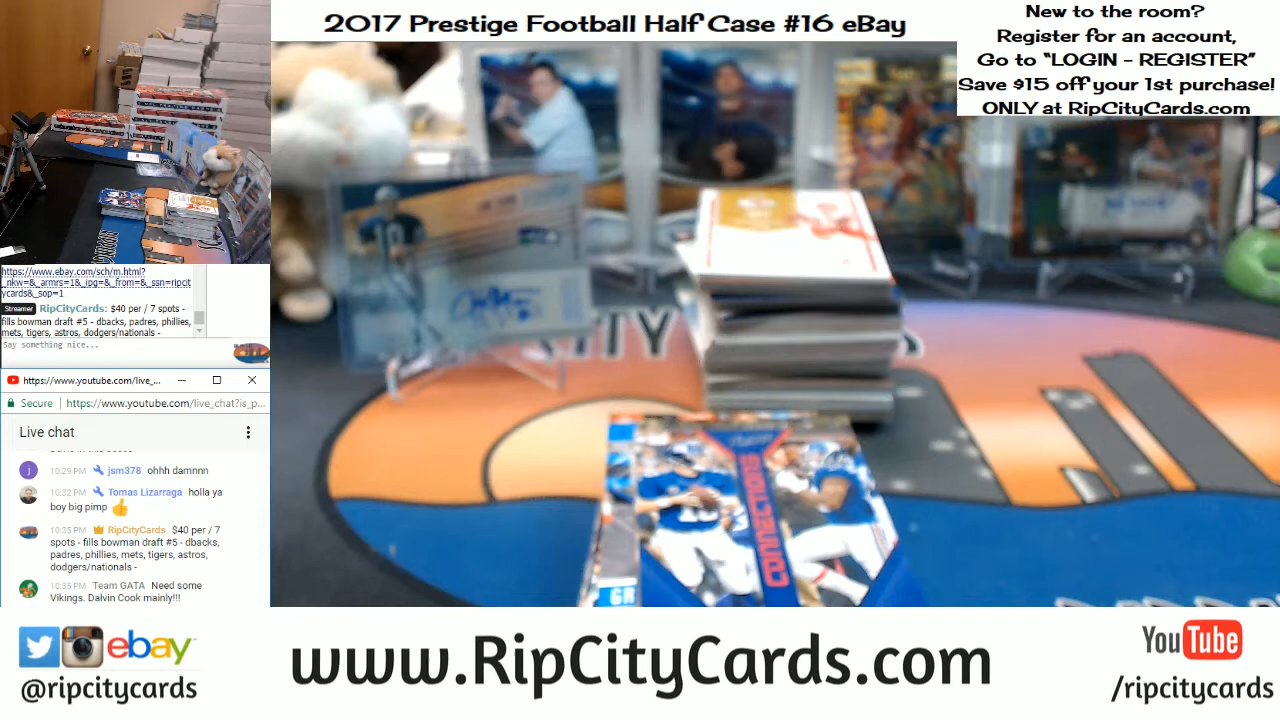 2017 Prestige Football Half Case #16 eBay
New to the room?
Register for an account,
Go to “LOGIN - REGISTER”
Save $15 off your 1st purchase!
ONLY at RipCityCards.com
https://www.ebay.com/sch/m.html?
_nkw=&_armrs=1&_ipg=&_from=&_ssn=ripcit
ycards&_sop=1
Streamer RipCityCards: $40 per / 7 spots -
fills bowman draft #5 - dbacks, padres, phillies,
mets, tigers, astros, dodgers/nationals -
Say something nice...
https://www.youtube.com/live_...
Secure https://www.youtube.com/live_chat?is_p...
Live chat
10:29 PM jsm378 ohhh damnnn
10:32 PM Tomas Lizarraga holla ya
boy big pimp
10:35 PM RipCityCards $40 per / 7
spots - fills bowman draft #5 - dbacks,
padres, phillies, mets, tigers, astros,
dodgers/nationals -
10:35 PM Team GATA Need some
Vikings. Dalvin Cook mainly!!!
CONNECTIONS
GR
ebay
@ripcitycards
www.RipCityCards.com
YouTube
/ripcitycards